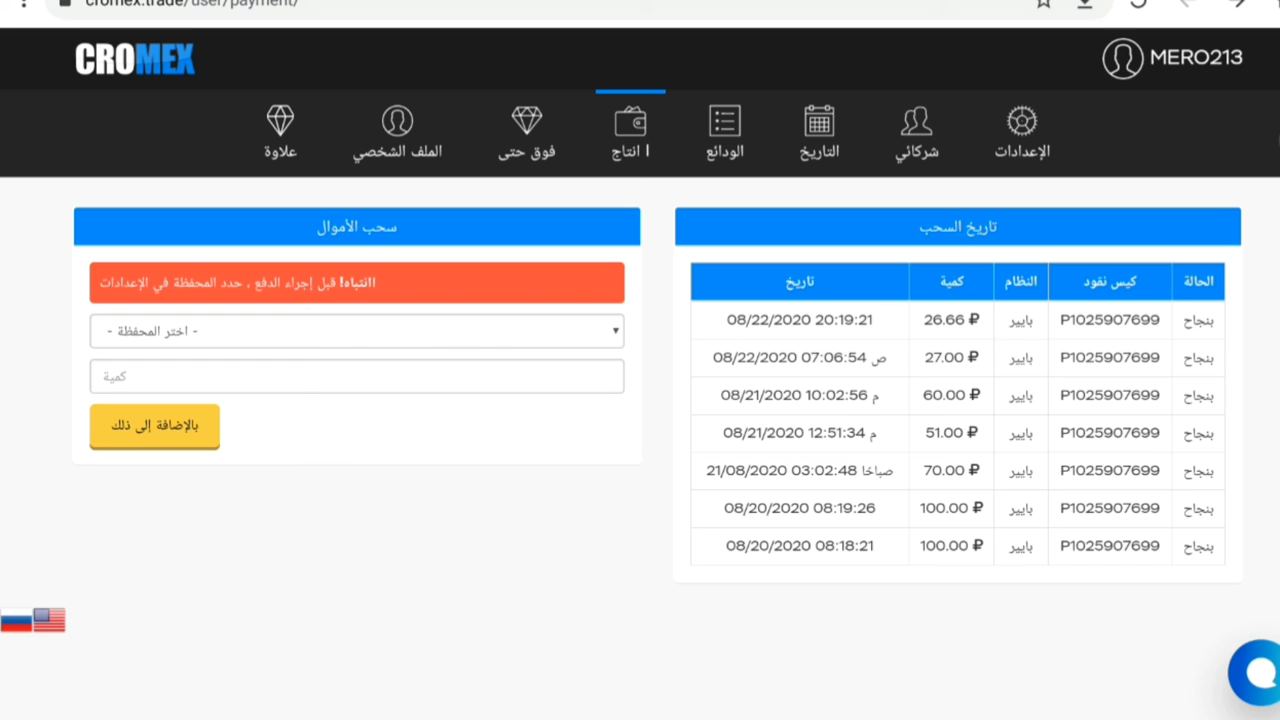 cromex.trade/user/payment/
CROMEX
MERO213
علاوة
الملف الشخصي
فوق حتى
ا انتاج
الودائع
التاريخ
شركائي
الإعدادات
سحب الأموال
اانتباه! قبل إجراء الدفع ، حدد المحفظة في الإعدادات
- اختر المحفظة -
كمية
بالإضافة إلى ذلك
تاريخ السحب
تاريخ كمية النظام كيس نقود الحالة
08/22/2020 20:19:21 26.66 ₽ بايير P1025907699 بنجاح
08/22/2020 07:06:54 ص 27.00 ₽ بايير P1025907699 بنجاح
08/21/2020 10:02:56 م 60.00 ₽ بايير P1025907699 بنجاح
08/21/2020 12:51:34 م 51.00 ₽ بايير P1025907699 بنجاح
21/08/2020 03:02:48 صباحًا 70.00 ₽ بايير P1025907699 بنجاح
08/20/2020 08:19:26 100.00 ₽ بايير P1025907699 بنجاح
08/20/2020 08:18:21 100.00 ₽ بايير P1025907699 بنجاح